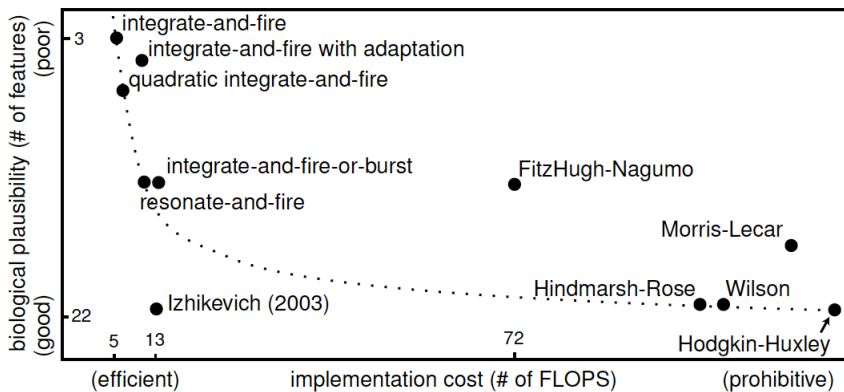 integrate-and-fire
3
integrate-and-fire with adaptation
quadratic integrate-and-fire
integrate-and-fire-or-burst
FitzHugh-Nagumo
resonate-and-fire
Morris-Lecar
Hindmarsh-Rose
Wilson
Izhikevich (2003)
22
Hodgkin-Huxley
5
13
72
(efficient)
implementation cost (# of FLOPS)
(prohibitive)
biological plausibility (# of features)
(good)
(poor)